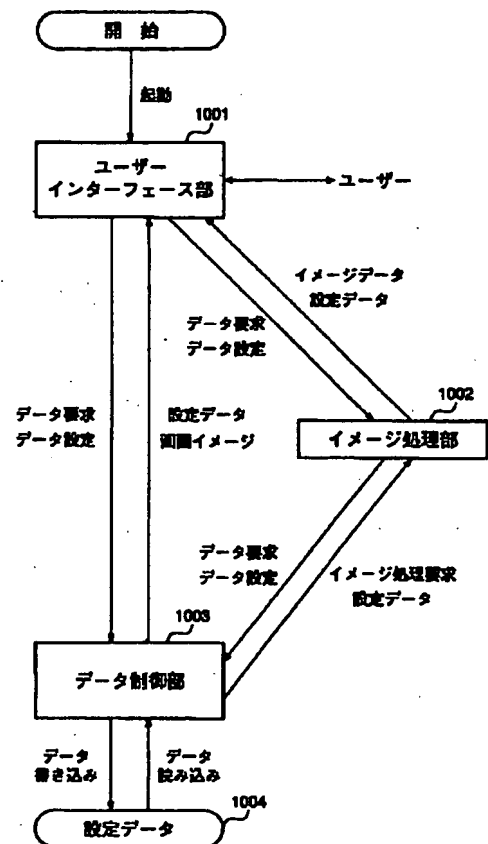 開 始
起動
1001
ユーザー
インターフェース部
ユーザー
イメージデータ
設定データ
データ要求
データ設定
1002
データ要求
データ設定
設定データ
画面イメージ
イメージ処理部
データ要求
データ設定
イメージ処理要求
設定データ
1003
データ制御部
データ
書き込み
データ
読み込み
1004
設定データ